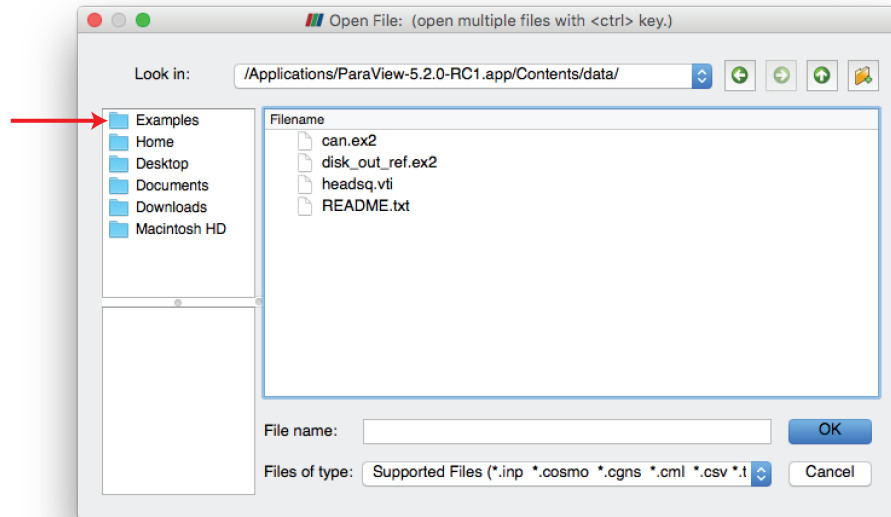 Open File: (open multiple files with <ctrl> key.)
Look in:
/Applications/ParaView-5.2.0-RC1.app/Contents/data/
Examples
Home
Desktop
Documents
Downloads
Macintosh HD
Filename
can.ex2
disk_out_ref.ex2
headsq.vti
README.txt
File name:
OK
Files of type:
Supported Files (*.inp *.cosmo *.cgns *.cml *.csv *.t
Cancel